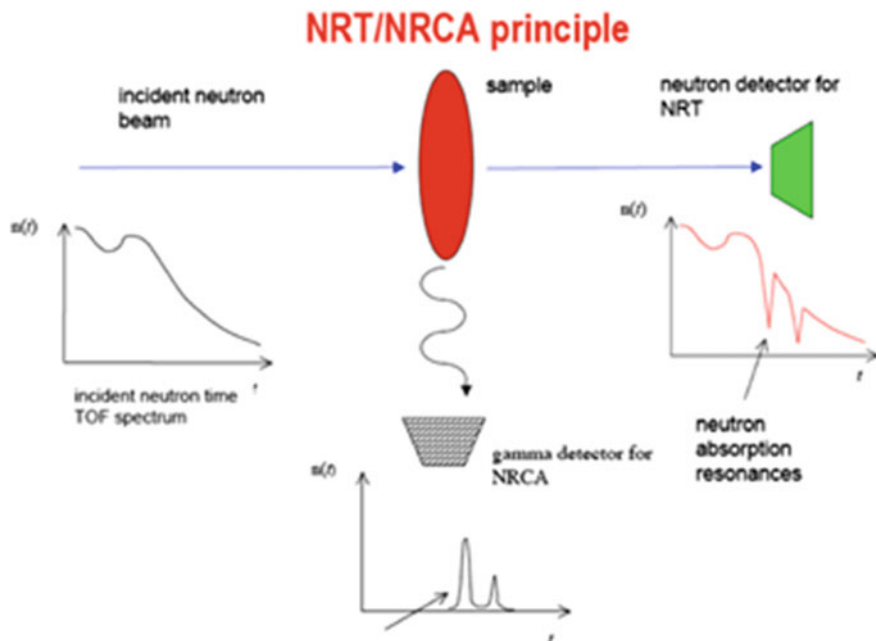 NRT/NRCA principle
incident neutron
beam
sample
neutron detector for
NRT
n(t)
t
incident neutron time
TOF spectrum
n(t)
t
neutron
absorption
resonances
gamma detector for
NRCA
n(t)
t